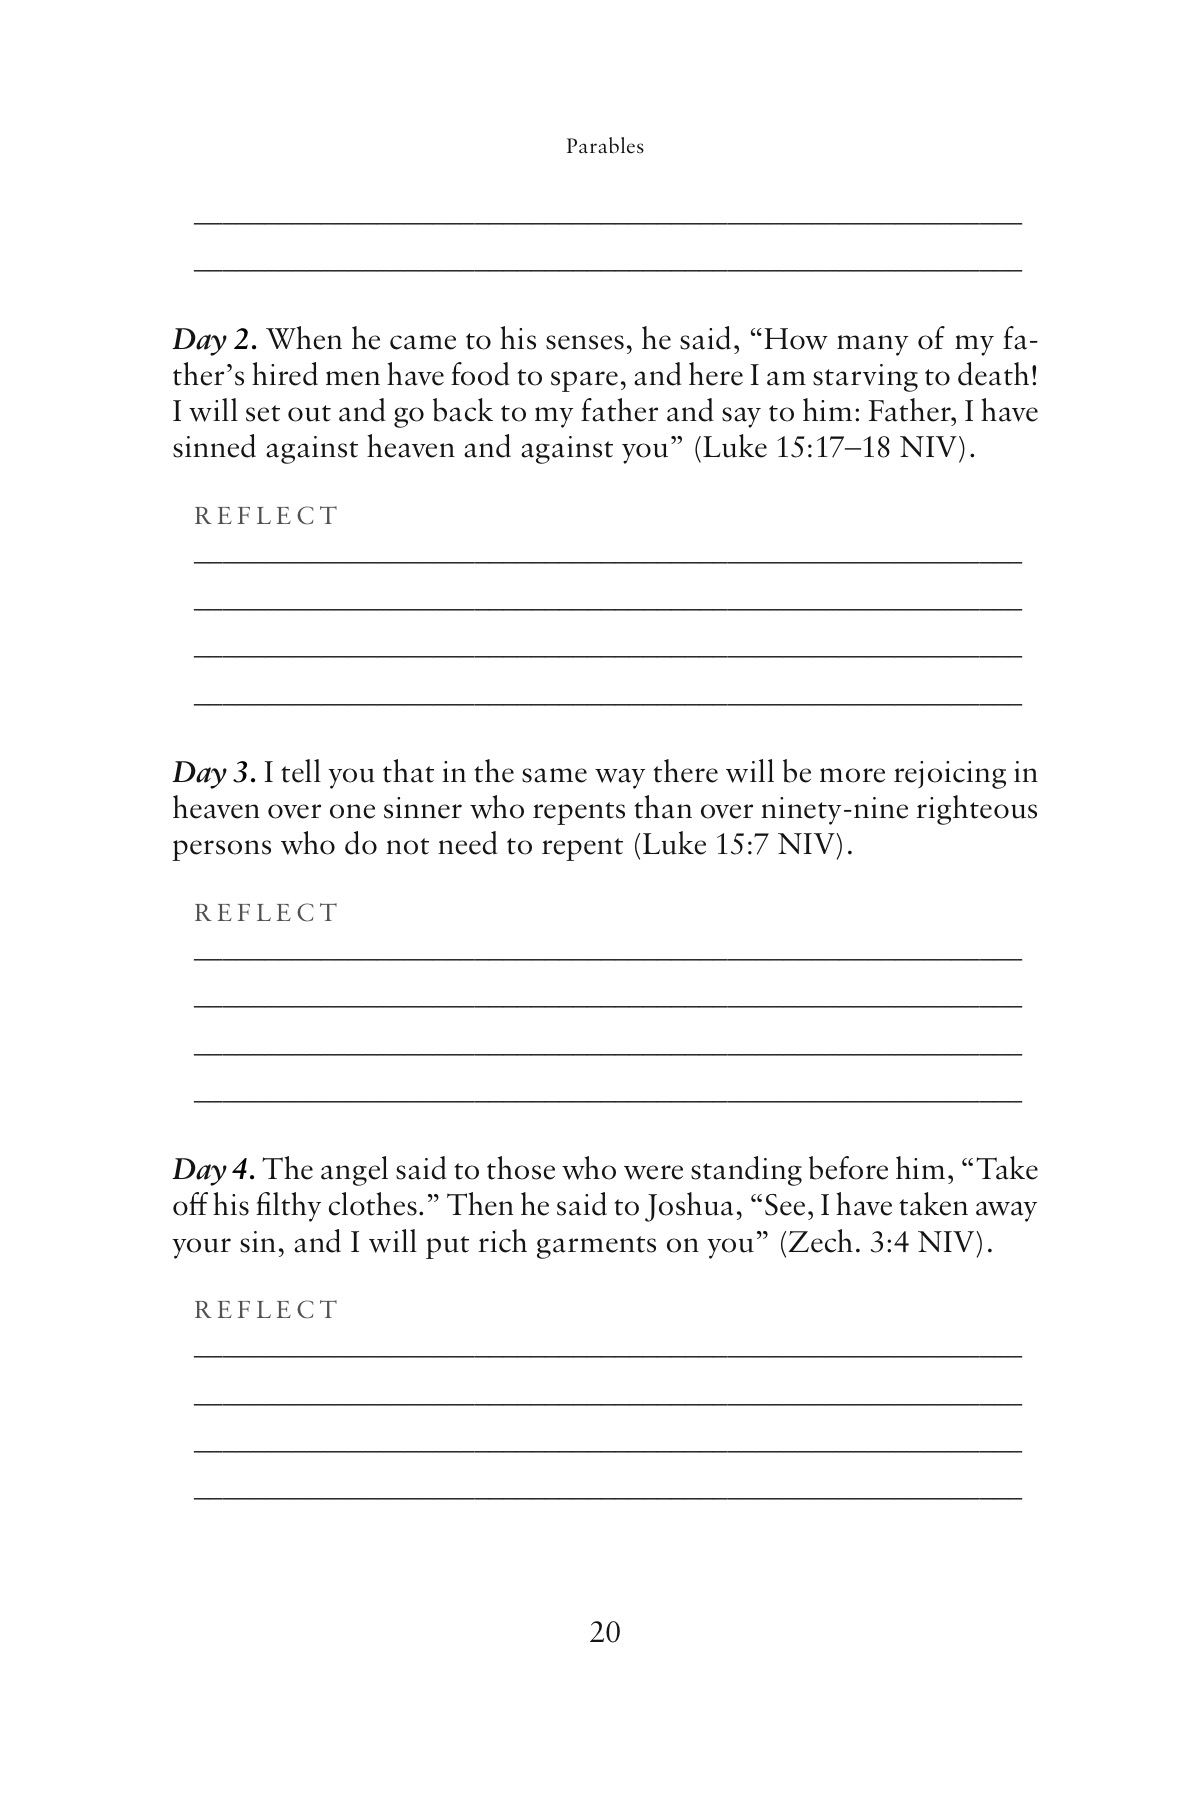 Parables
Day 2. When he came to his senses, he said, “How many of my fa-
ther’s hired men have food to spare, and here I am starving to death!
I will set out and go back to my father and say to him: Father, I have
sinned against heaven and against you” (Luke 15:17–18 NIV).
REFLECT
Day 3. I tell you that in the same way there will be more rejoicing in
heaven over one sinner who repents than over ninety-nine righteous
persons who do not need to repent (Luke 15:7 NIV).
REFLECT
Day 4. The angel said to those who were standing before him, “Take
off his filthy clothes.” Then he said to Joshua, “See, I have taken away
your sin, and I will put rich garments on you” (Zech. 3:4 NIV).
REFLECT
20